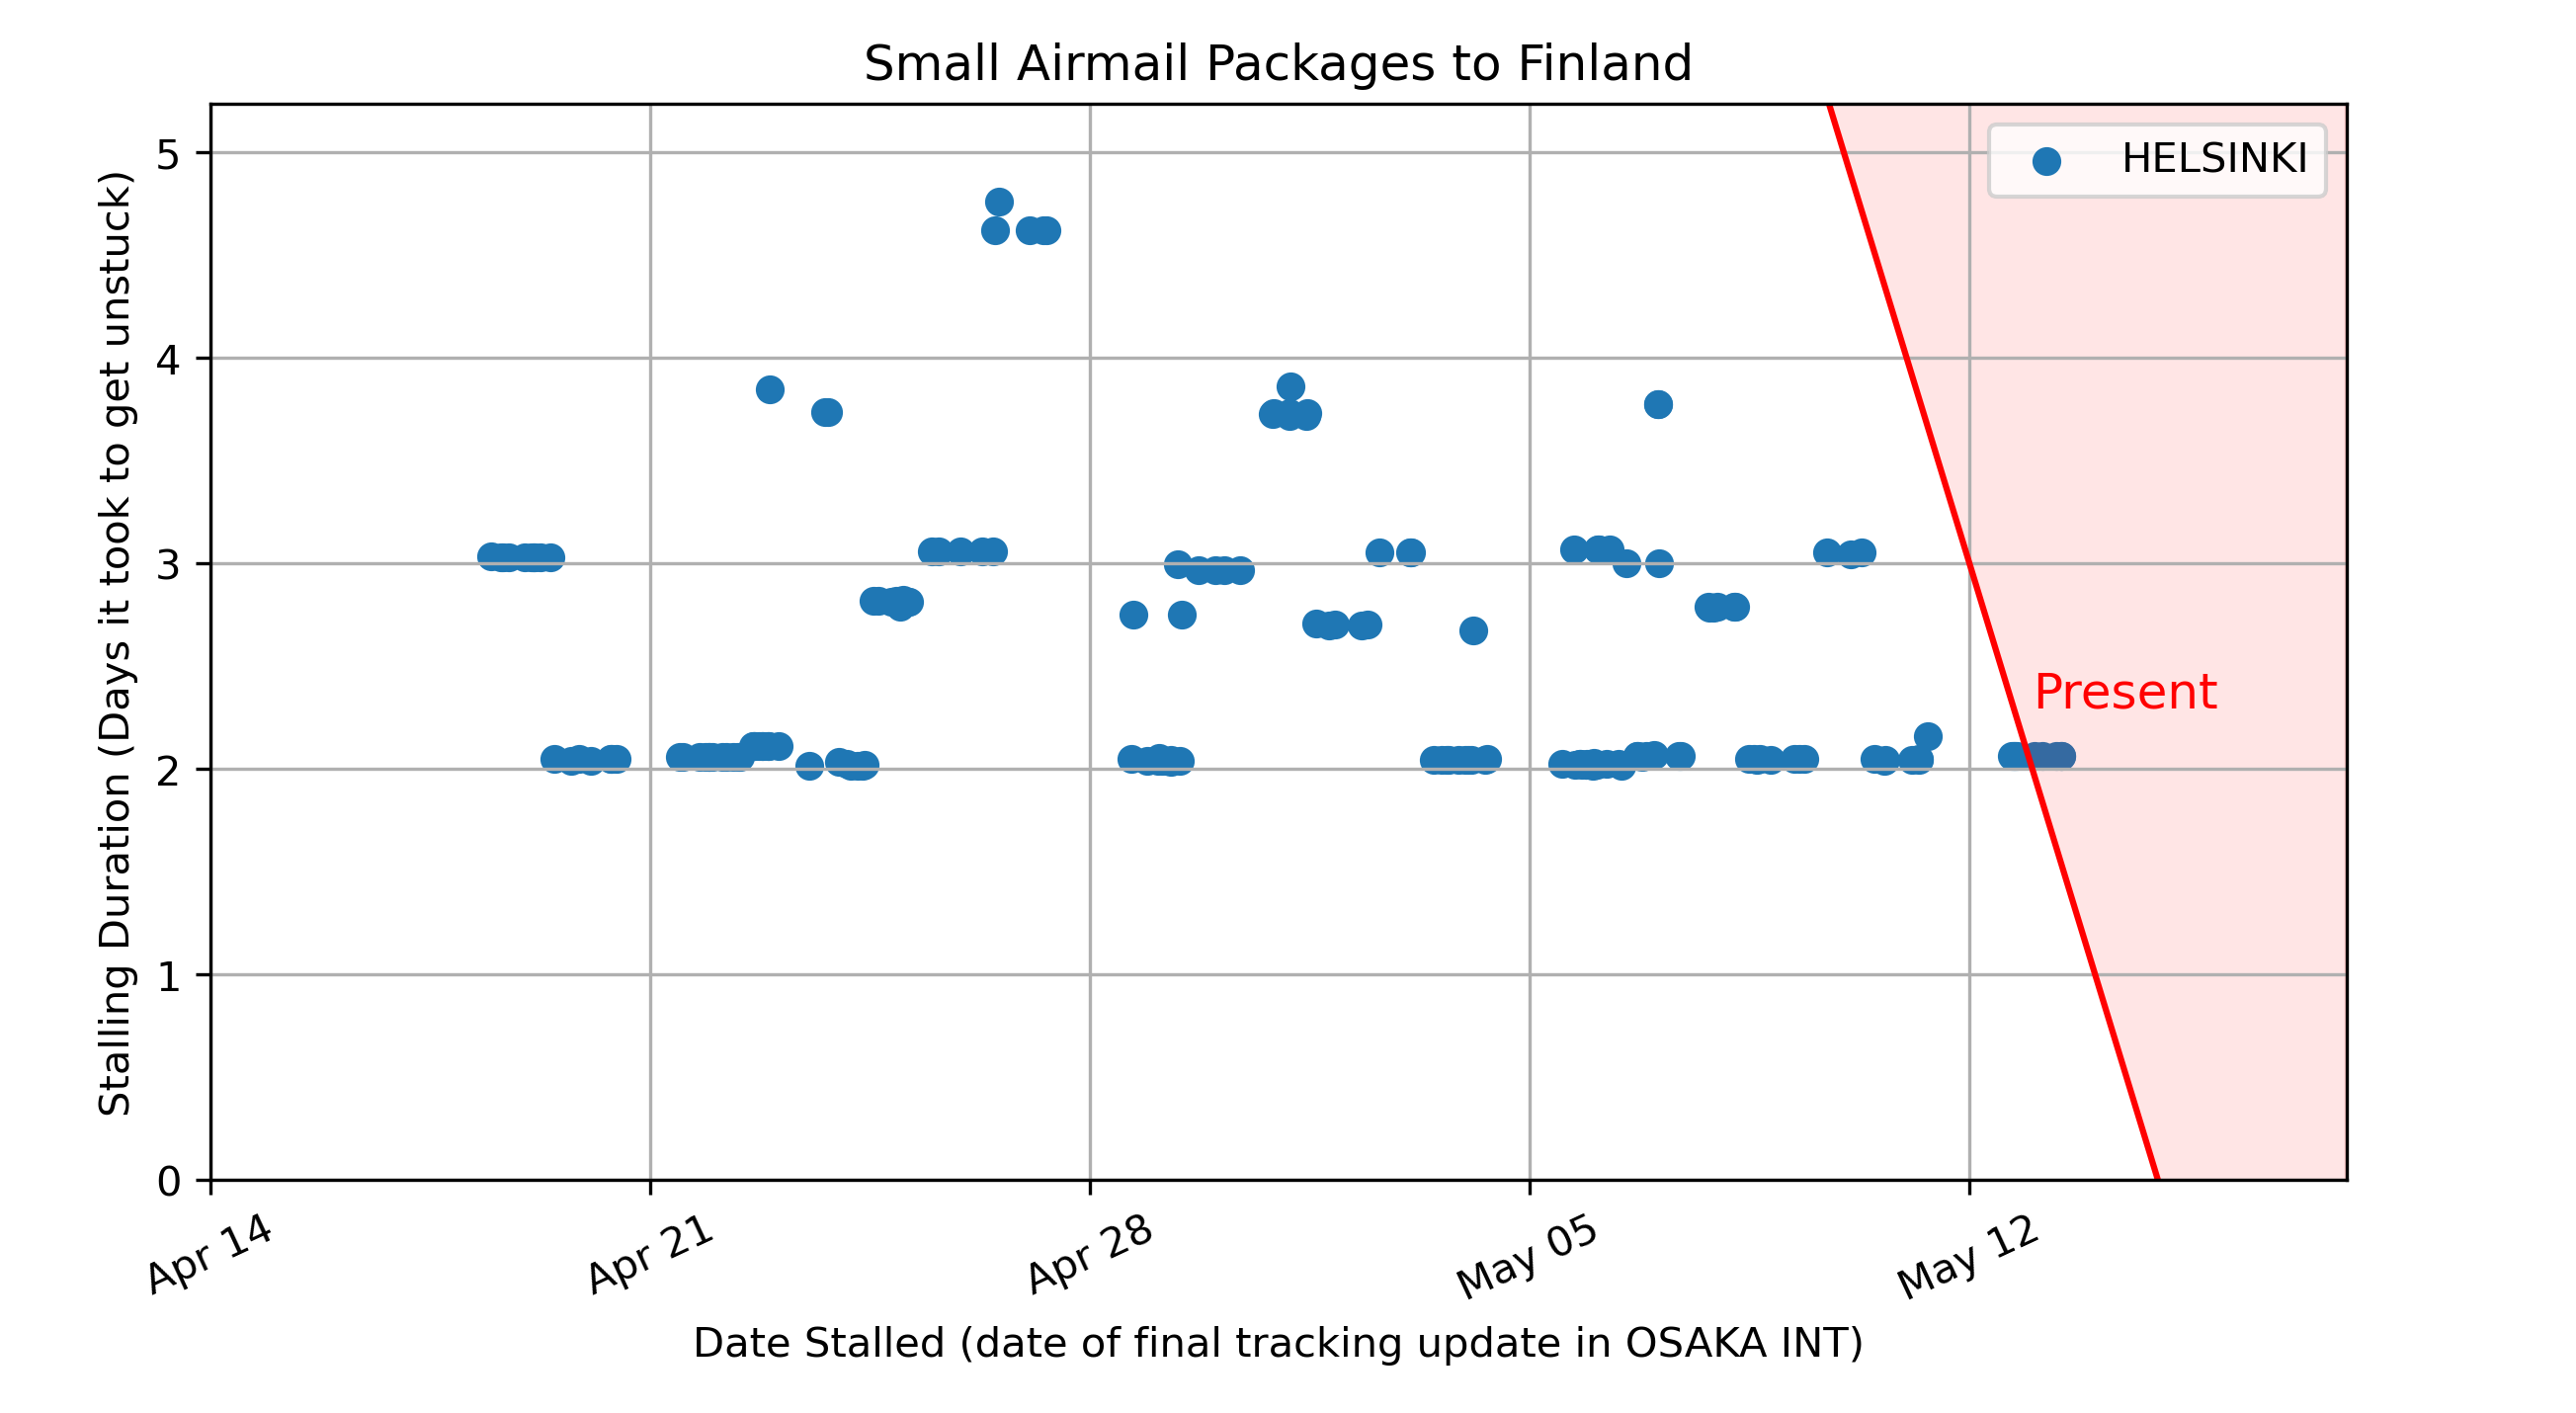 Small Airmail Packages to Finland
Stalling Duration (Days it took to get unstuck)
5
4
3
2
1
0
HELSINKI
Present
Apr 14
Apr 21
Apr 28
May 05
May 12
Date Stalled (date of final tracking update in OSAKA INT)